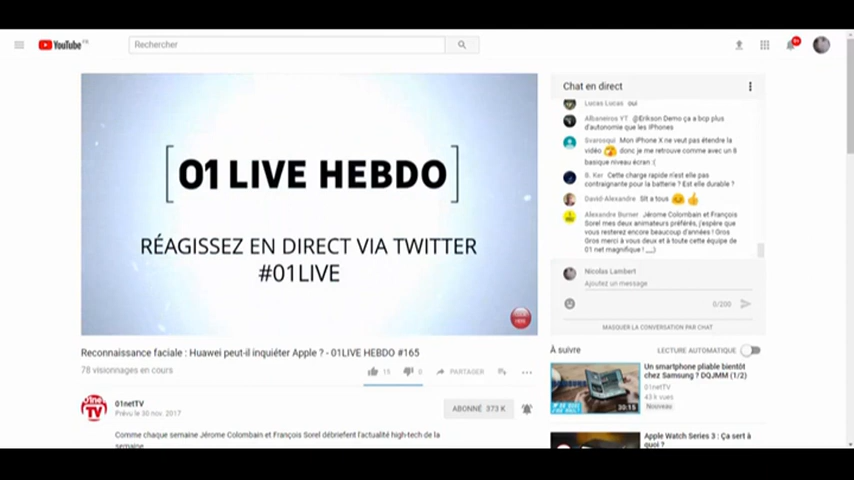 YouTube FR
Rechercher
9+
[01 LIVE HEBDO]
RÉAGISSEZ EN DIRECT VIA TWITTER
#01LIVE
Reconnaissance faciale : Huawei peut-il inquiéter Apple ? - 01LIVE HEBDO #165
78 visionnages en cours
15
0
PARTAGER
01netTV
Prévu le 30 nov. 2017
ABONNÉ 373 K
Comme chaque semaine Jérome Colombain et François Sorel débriefent l'actualité high-tech de la
semaine
Chat en direct
Lucas Lucas oui
Albaneiros YT @Erikson Demo ça a bcp plus
d'autonomie que les iPhones
Svarosqui Mon iPhone X ne veut pas étendre la
vidéo donc je me retrouve comme avec un 8
basique niveau écran :(
B. Ker Cette charge rapide n'est elle pas
contraignante pour la batterie ? Est elle durable ?
David-Alexandre Slt a tous
Alexandre Burner Jérome Colombain et François
Sorel mes deux animateurs préférés, j'espère que
vous resterez encore beaucoup d'années ! Gros
Gros merci à vous deux et à toute cette équipe de
01 net magnifique !
Nicolas Lambert
Ajoutez un message
0/200
MASQUER LA CONVERSATION PAR CHAT
À suivre
LECTURE AUTOMATIQUE
Un smartphone pliable bientôt
chez Samsung ? DQJMM (1/2)
01netTV
43 k vues
Nouveau
30:15
Apple Watch Series 3 : Ça sert à
quoi ?